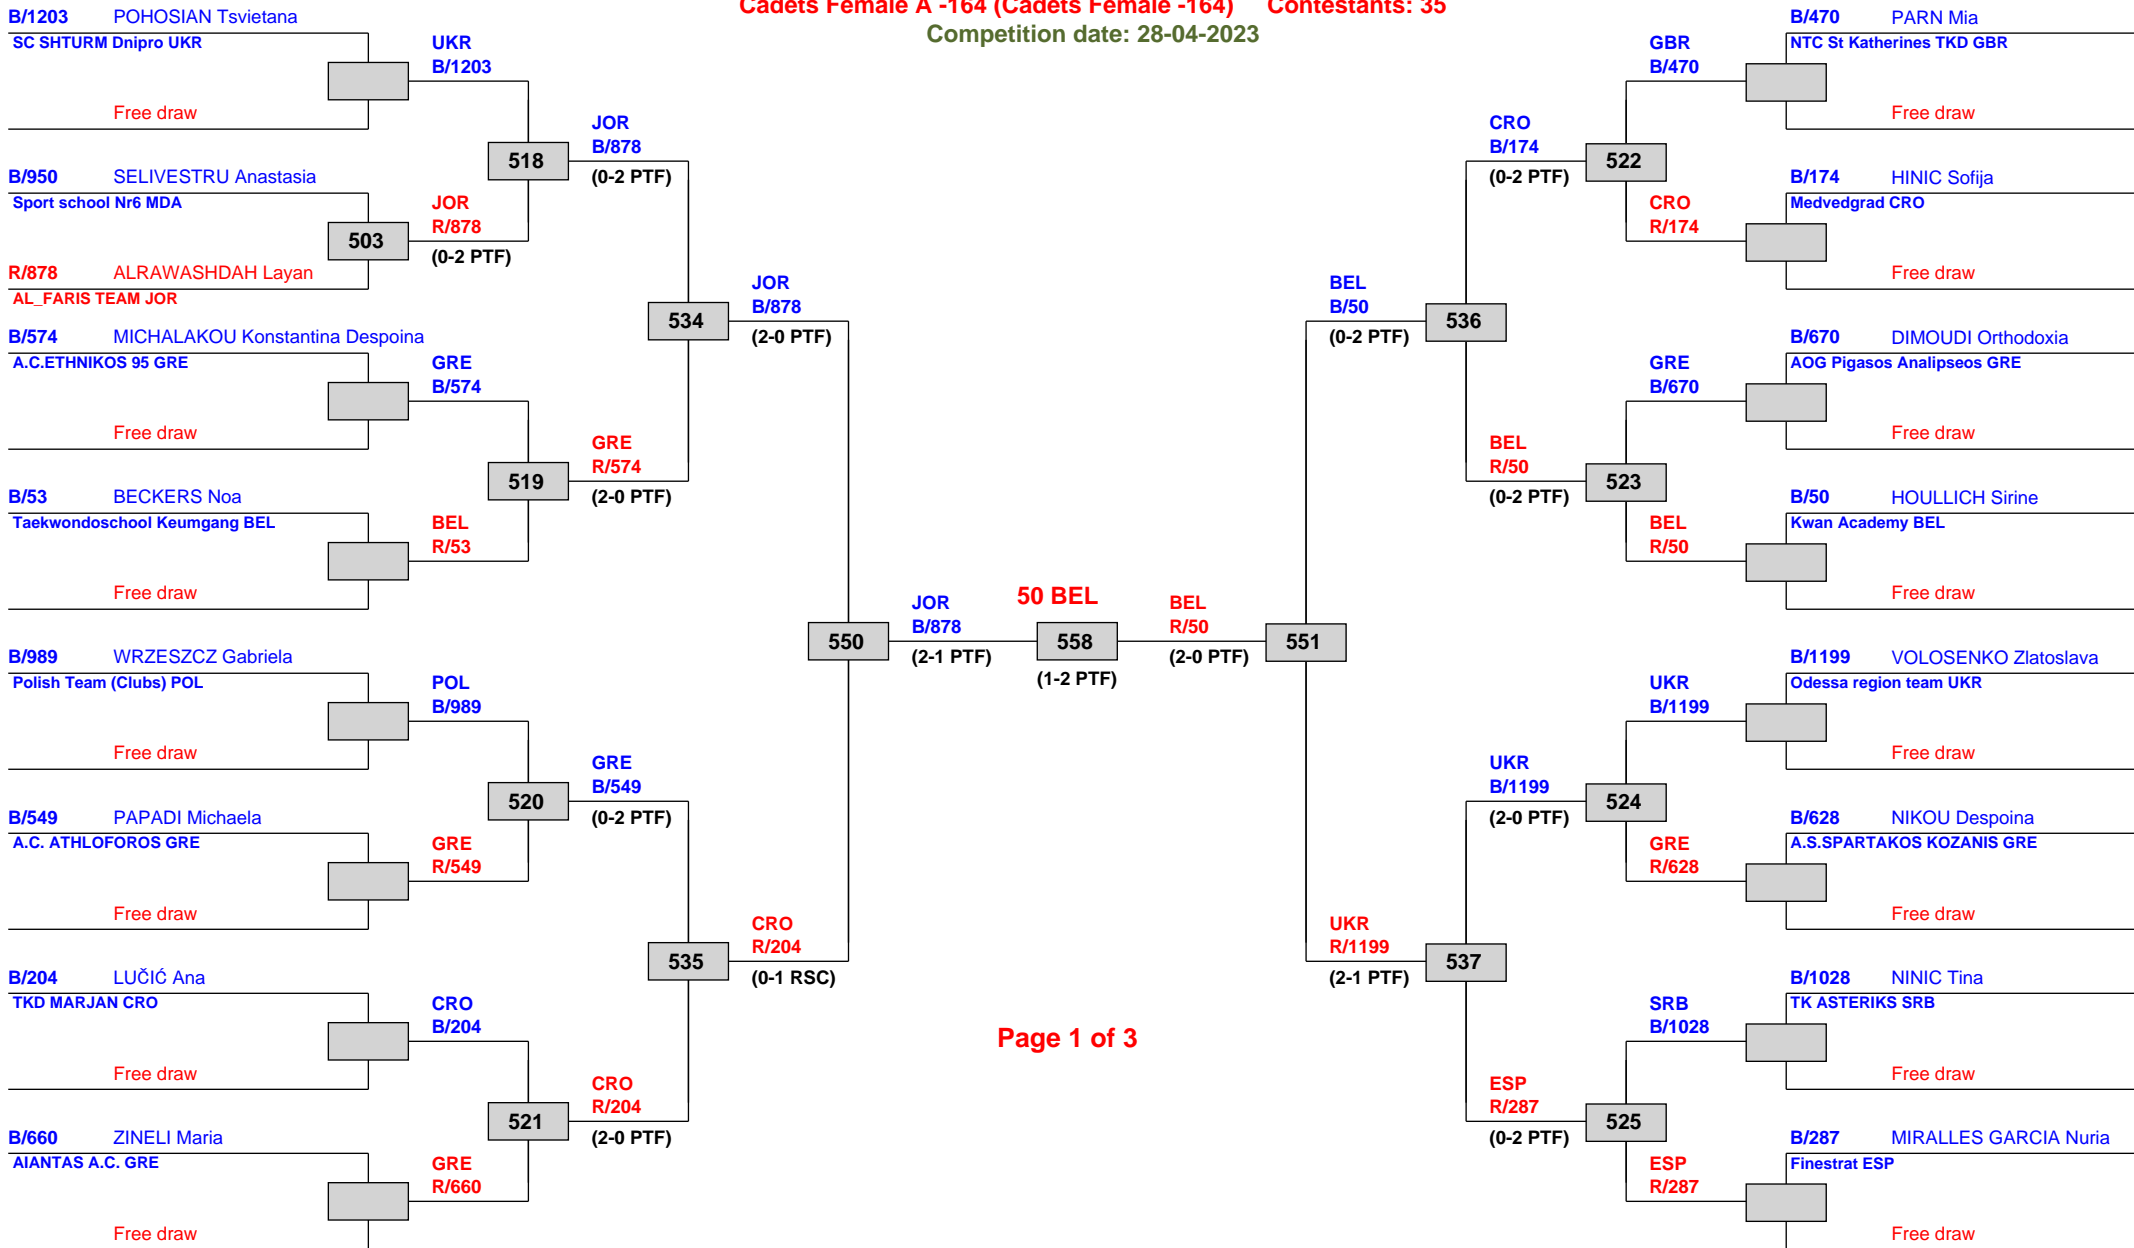 Cadets Female A -164 (Cadets Female -164) Contestants: 35
Competition date: 28-04-2023
B/1203 POHOSIAN Tsvietana
SC SHTURM Dnipro UKR
Free draw
B/950 SELIVESTRU Anastasia
Sport school Nr6 MDA
503
R/878 ALRAWASHDAH Layan
AL_FARIS TEAM JOR
B/574 MICHALAKOU Konstantina Despoina
A.C.ETHNIKOS 95 GRE
Free draw
B/53 BECKERS Noa
Taekwondoschool Keumgang BEL
Free draw
B/989 WRZESZCZ Gabriela
Polish Team (Clubs) POL
Free draw
B/549 PAPADI Michaela
A.C. ATHLOFOROS GRE
Free draw
B/204 LUČIĆ Ana
TKD MARJAN CRO
Free draw
B/660 ZINELI Maria
AIANTAS A.C. GRE
Free draw
UKR
B/1203
518
JOR
R/878
(0-2 PTF)
GRE
B/574
519
BEL
R/53
POL
B/989
520
GRE
R/549
CRO
B/204
521
GRE
R/660
JOR
B/878
(0-2 PTF)
534
GRE
R/574
(2-0 PTF)
GRE
B/549
(0-2 PTF)
535
CRO
R/204
(2-0 PTF)
JOR
B/878
(2-0 PTF)
550
CRO
R/204
(0-1 RSC)
JOR
B/878
(2-1 PTF)
50 BEL
558
(1-2 PTF)
BEL
R/50
(2-0 PTF)
551
Page 1 of 3
BEL
B/50
(0-2 PTF)
536
UKR
R/1199
(2-1 PTF)
537
CRO
B/174
(0-2 PTF)
522
BEL
R/50
(0-2 PTF)
523
UKR
B/1199
(2-0 PTF)
524
ESP
R/287
(0-2 PTF)
525
GBR
B/470
CRO
R/174
GRE
B/670
BEL
R/50
UKR
B/1199
GRE
R/628
SRB
B/1028
ESP
R/287
B/470 PARN Mia
NTC St Katherines TKD GBR
Free draw
B/174 HINIC Sofija
Medvedgrad CRO
Free draw
B/670 DIMOUDI Orthodoxia
AOG Pigasos Analipseos GRE
Free draw
B/50 HOULLICH Sirine
Kwan Academy BEL
Free draw
B/1199 VOLOSENKO Zlatoslava
Odessa region team UKR
Free draw
B/628 NIKOU Despoina
A.S.SPARTAKOS KOZANIS GRE
Free draw
B/1028 NINIC Tina
TK ASTERIKS SRB
Free draw
B/287 MIRALLES GARCIA Nuria
Finestrat ESP
Free draw